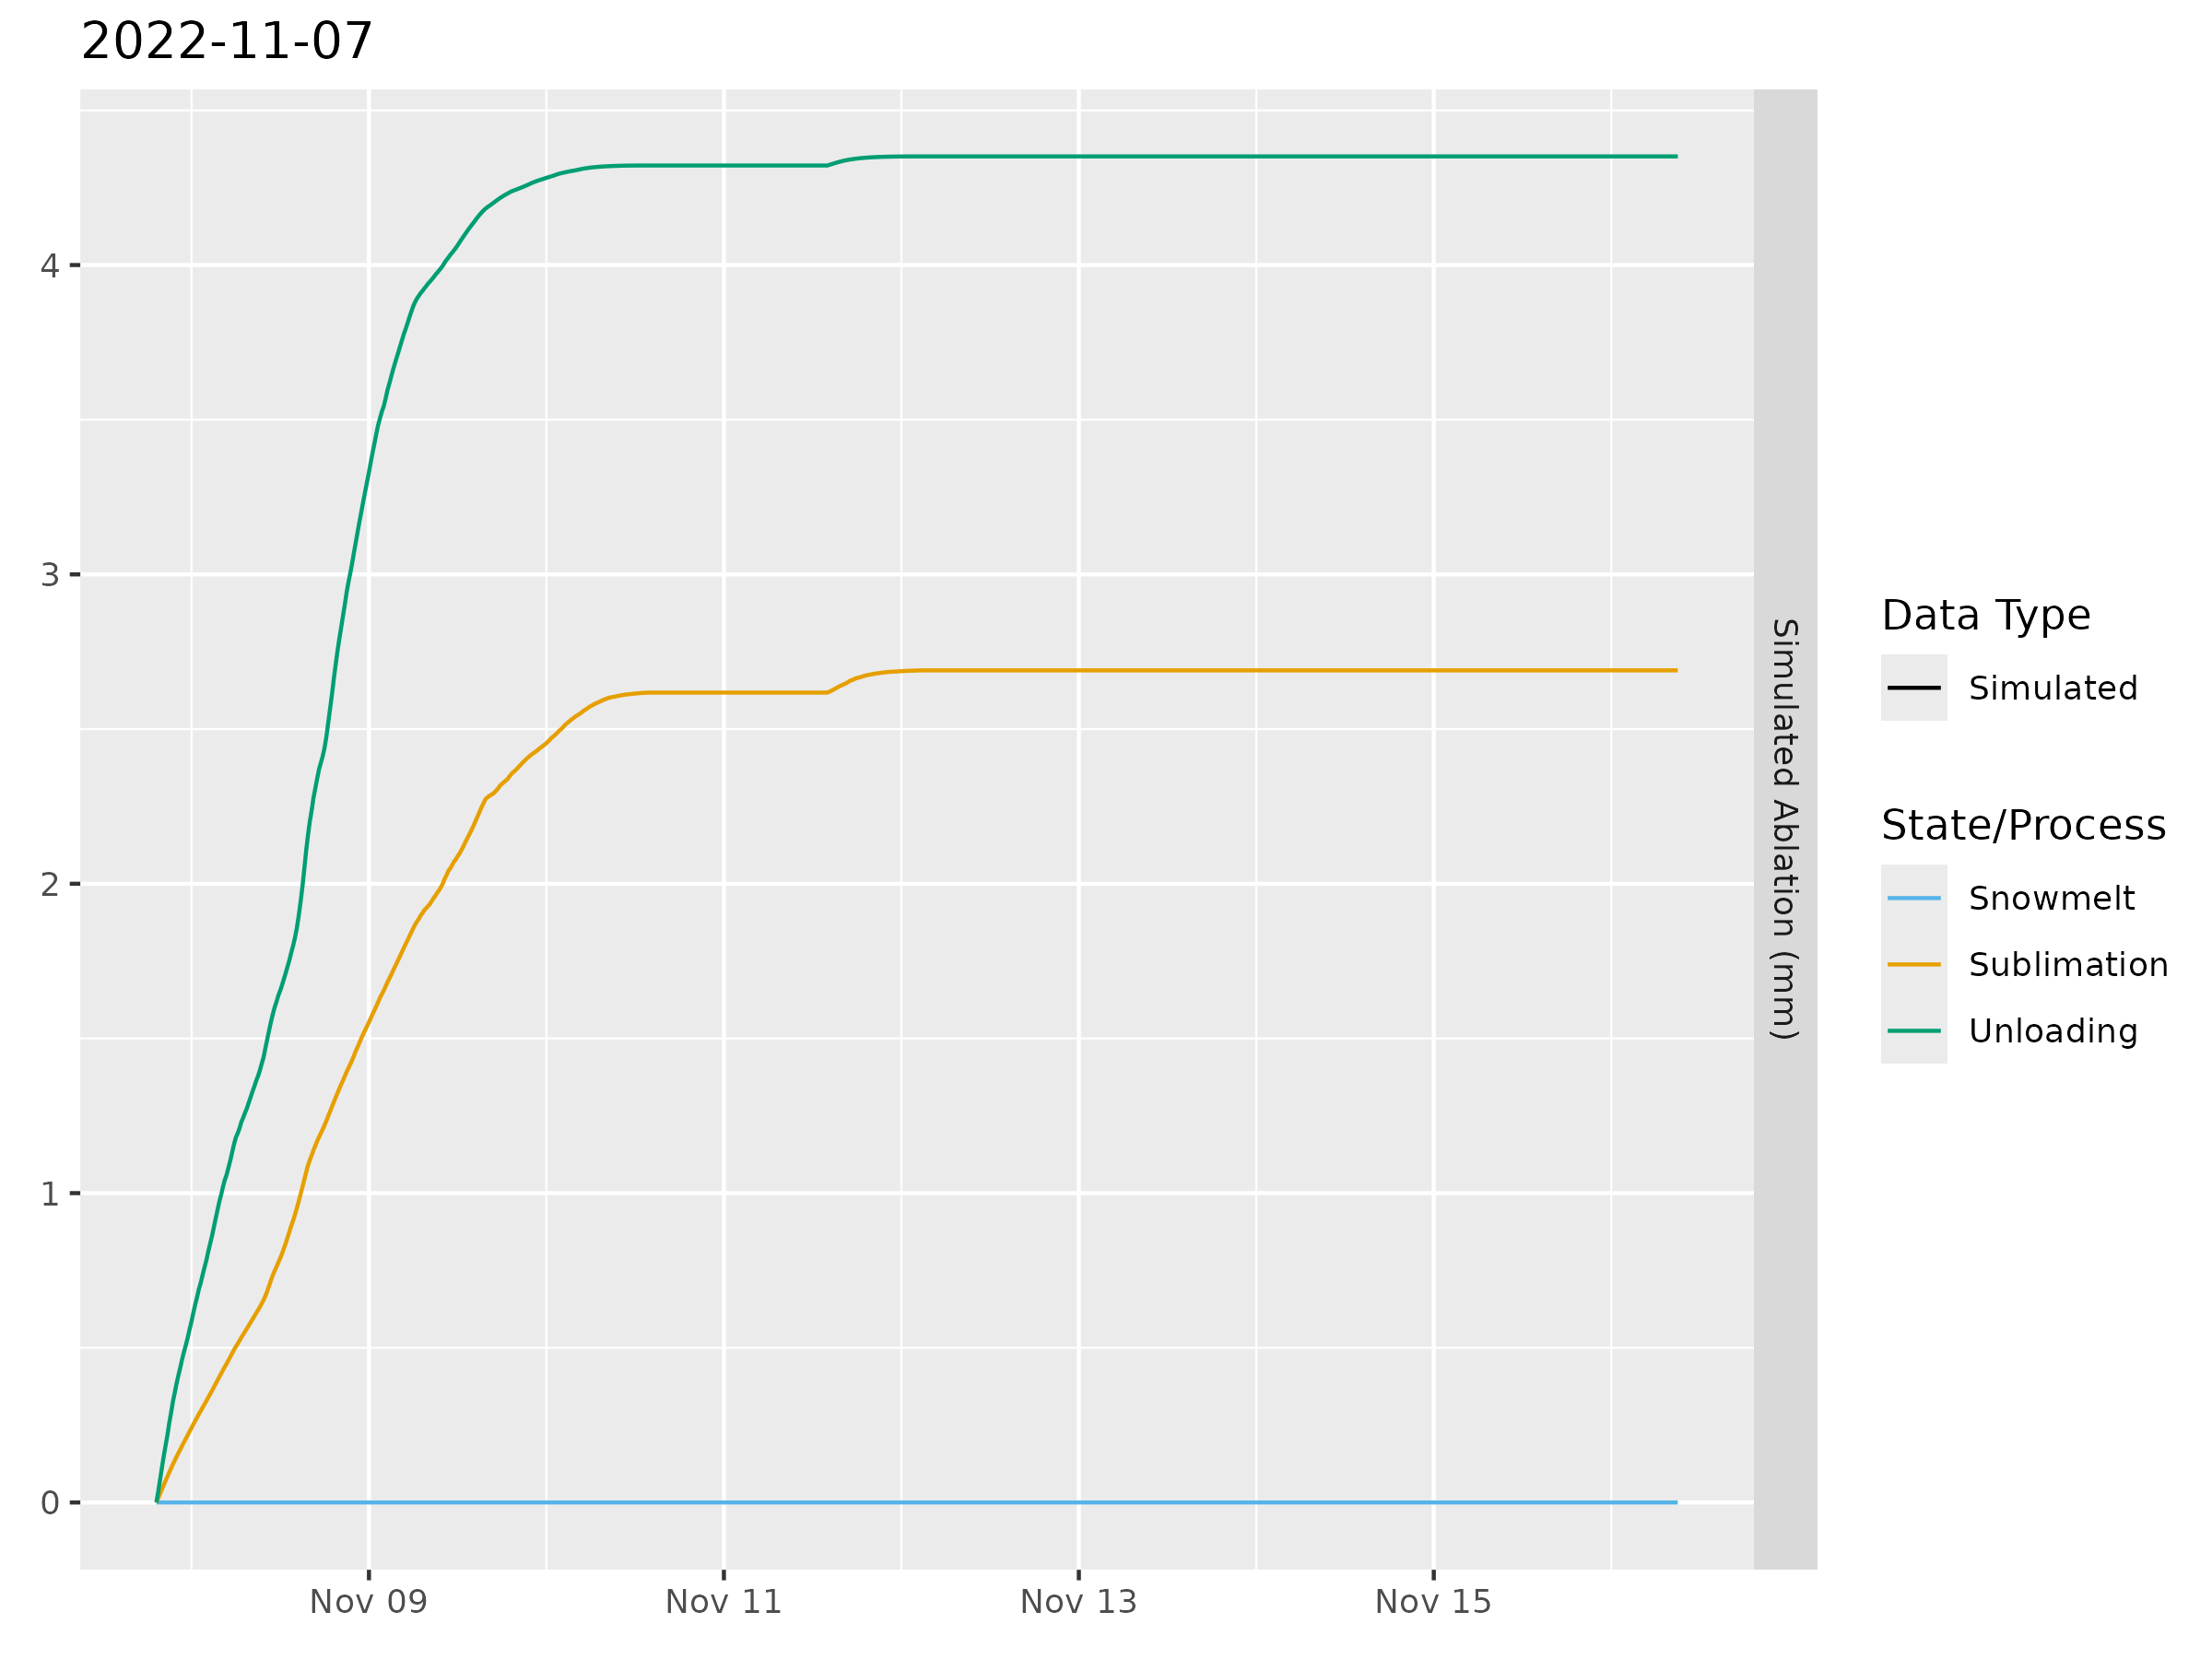 2022-11-07
4
3
2
1
0
Nov 09
Nov 11
Nov 13
Nov 15
Simulated Ablation (mm)
Data Type
Simulated
State/Process
Snowmelt
Sublimation
Unloading